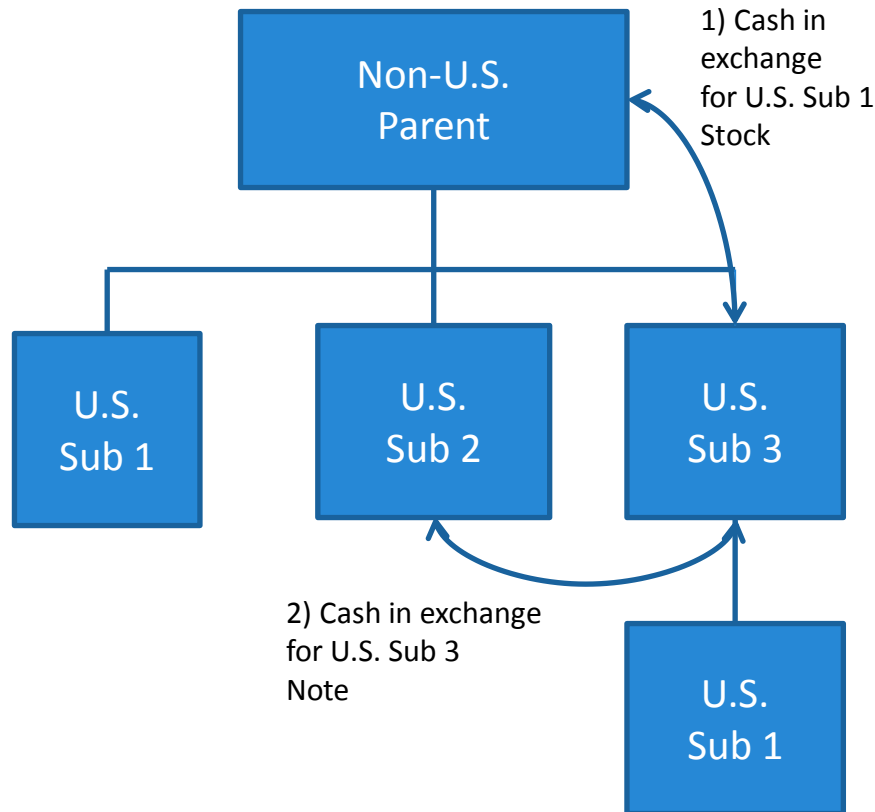 1) Cash in
exchange
for U.S. Sub 1
Stock
Non-U.S.
Parent
U.S.
Sub 1
U.S.
Sub 2
U.S.
Sub 3
2) Cash in exchange
for U.S. Sub 3
Note
U.S.
Sub 1